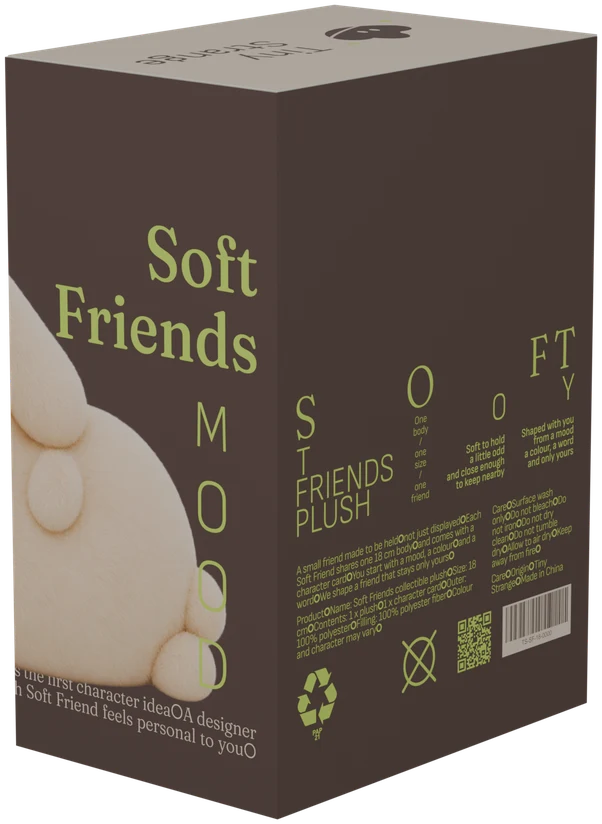 Tiny
Strange
Soft
Friends
M
O
O
D
s the first character ideaOA designer
h Soft Friend feels personal to youO
S
O
O
F T
T
Y
FRIENDS
PLUSH
One
body
/
one
size
/
one
friend
Soft to hold
a little odd
and close enough
to keep nearby
Shaped with you
from a mood
a colour, a word
and only yours
A small friend made to be heldOnot just displayedOEach
Soft Friend shares one 18 cm bodyOand comes with a
character cardOYou start with a mood, a colourOand a
wordOWe shape a friend that stays only yoursO
ProductOName: Soft Friends collectible plushOSize: 18
cmOContents: 1 x plushO1 x character cardOOuter:
100% polyesterOFilling: 100% polyester fiberOColour
and character may varyO
CareOSurface wash
onlyODo not bleachODo
not ironODo not dry
cleanODo not tumble
dryOAllow to air dryOKeep
away from fireO
CareOOriginOTiny
StrangeOMade in China
PAP
21